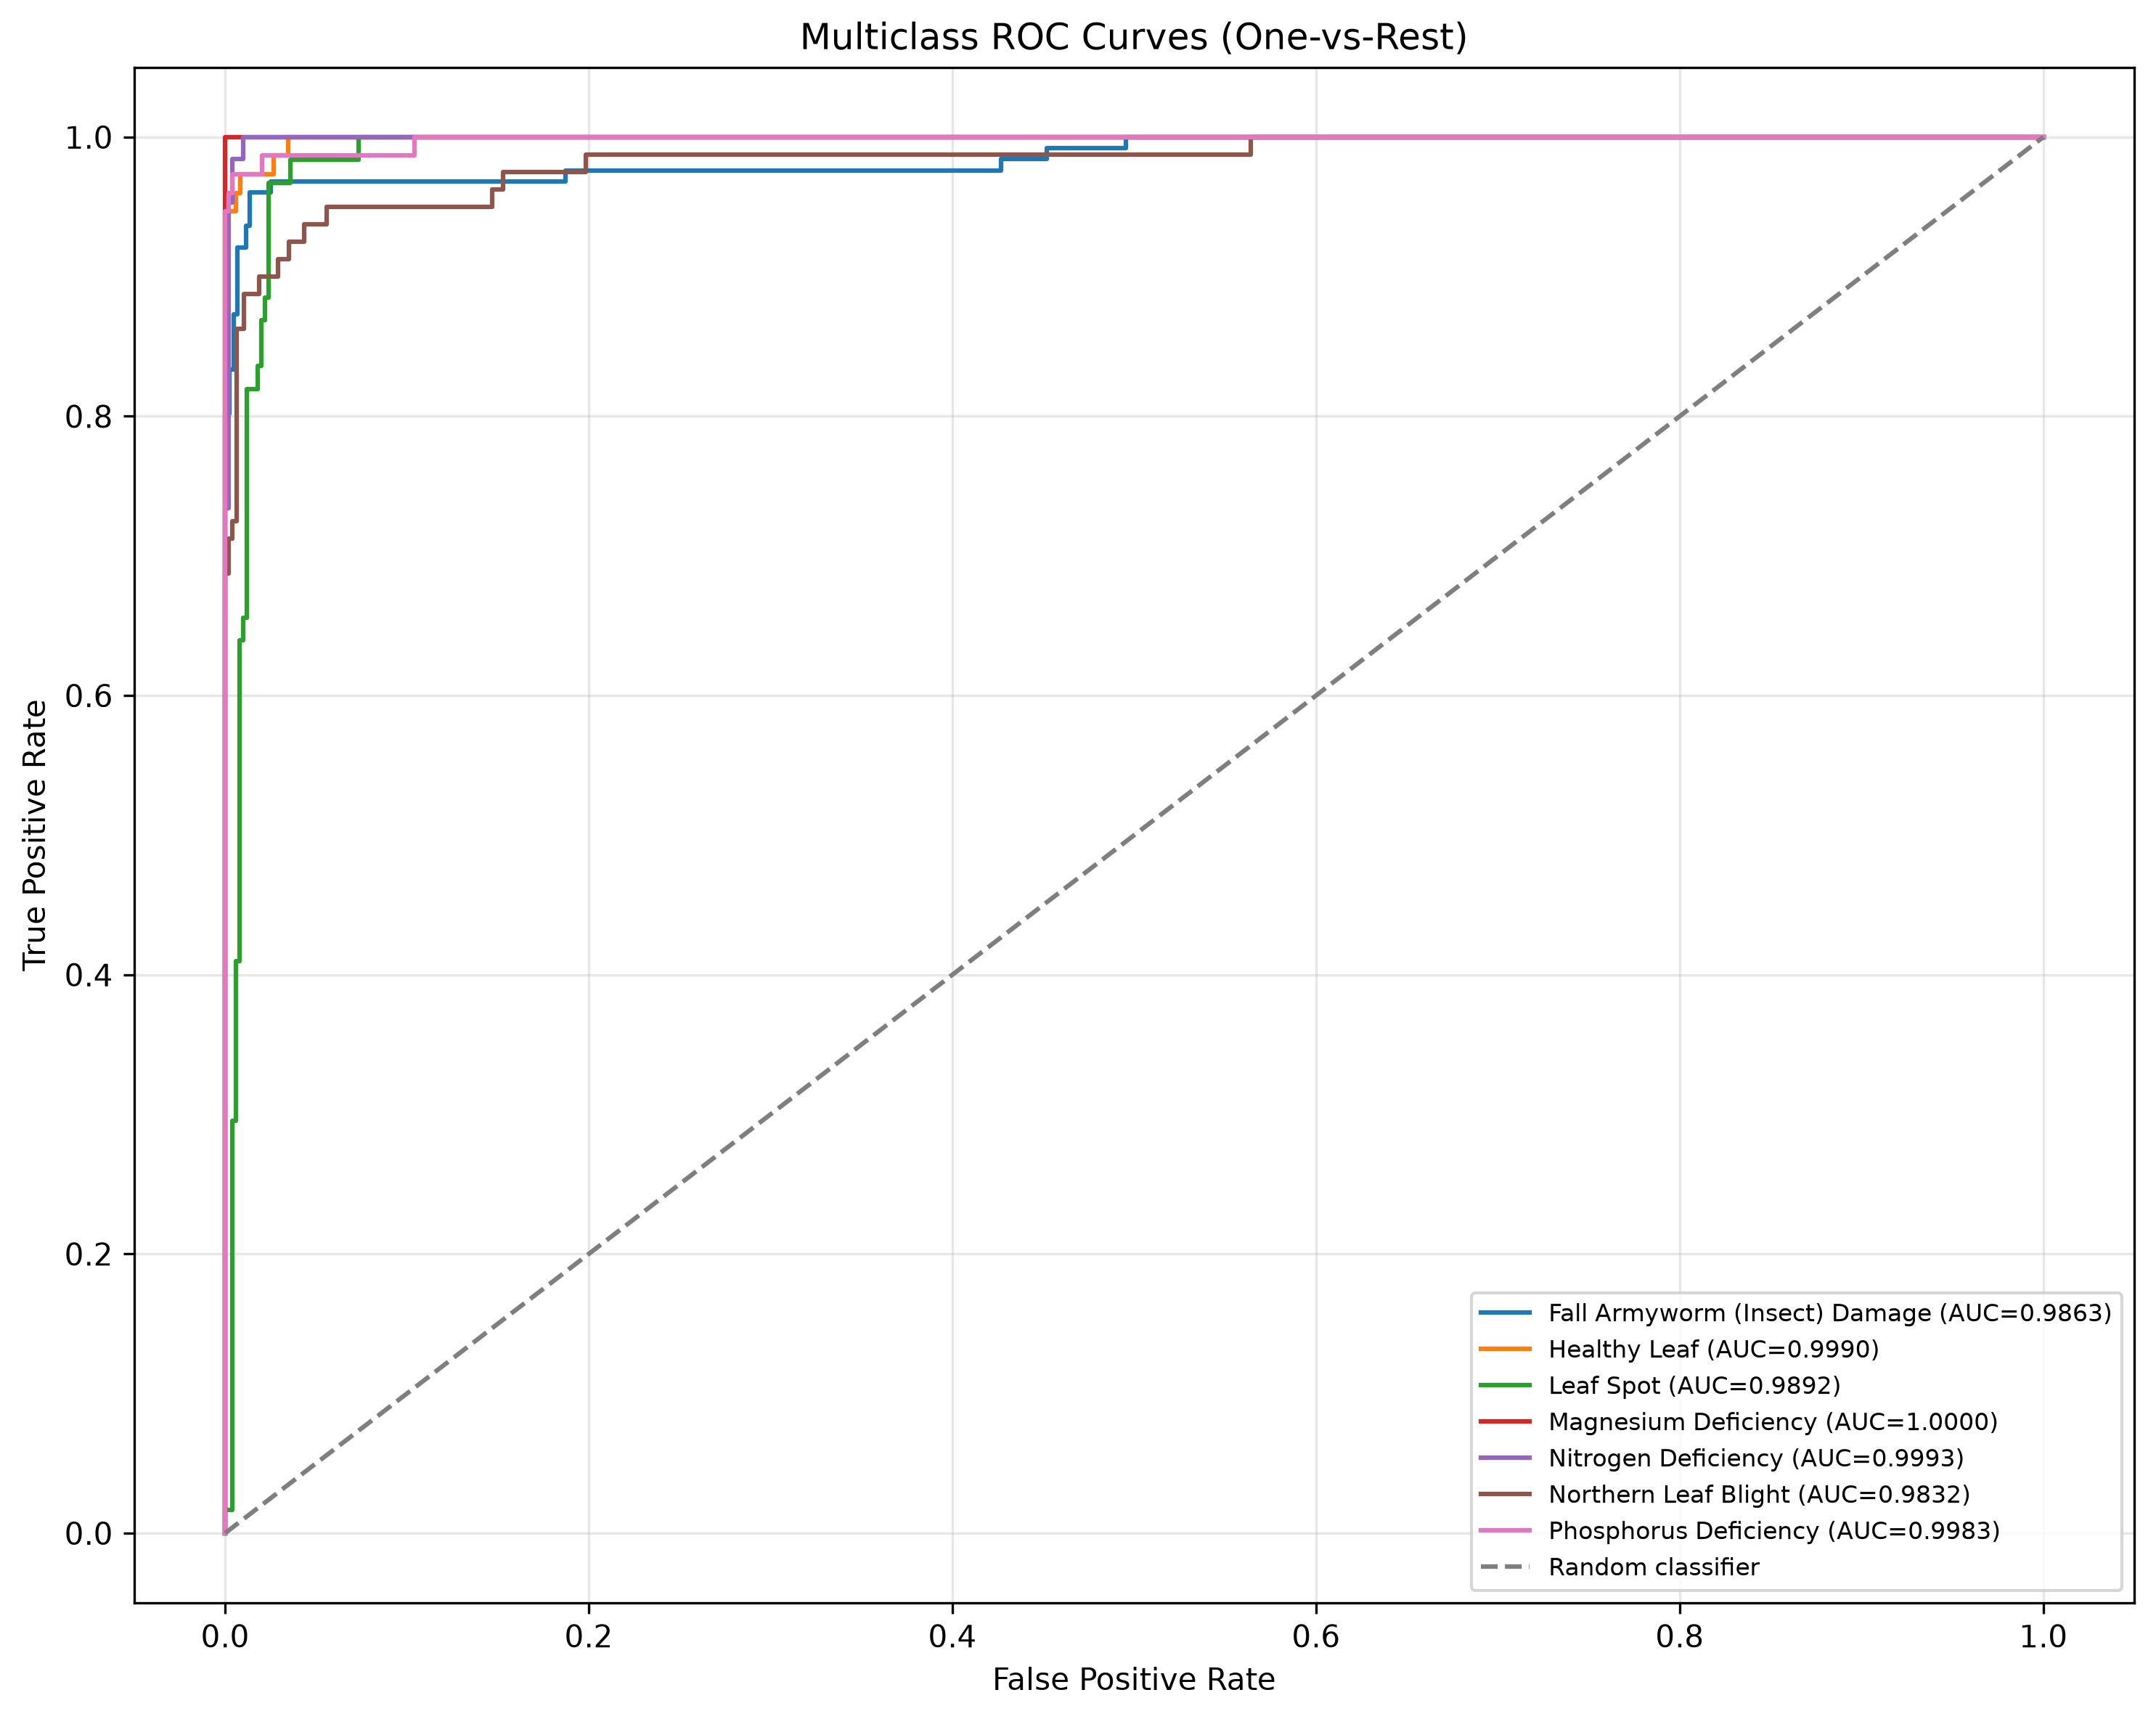 Multiclass ROC Curves (One-vs-Rest)
True Positive Rate
1.0
0.8
0.6
0.4
0.2
0.0
0.0 0.2 0.4 0.6 0.8 1.0
False Positive Rate
Fall Armyworm (Insect) Damage (AUC=0.9863)
Healthy Leaf (AUC=0.9990)
Leaf Spot (AUC=0.9892)
Magnesium Deficiency (AUC=1.0000)
Nitrogen Deficiency (AUC=0.9993)
Northern Leaf Blight (AUC=0.9832)
Phosphorus Deficiency (AUC=0.9983)
Random classifier